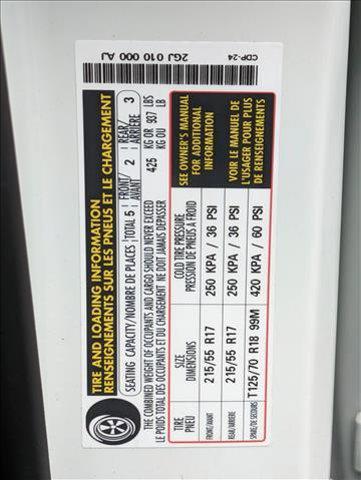 2GJ 010 000 AJ
CDP-24
TIRE AND LOADING INFORMATION
RENSEIGNEMENTS SUR LES PNEUS ET LE CHARGEMENT
SEATING CAPACITY/NOMBRE DE PLACES TOTAL 5 FRONT/AVANT 2 REAR/ARRIÈRE 3
THE COMBINED WEIGHT OF OCCUPANTS AND CARGO SHOULD NEVER EXCEED 425 KG OR 937 LBS
LE POIDS TOTAL DES OCCUPANTS ET DU CHARGEMENT NE DOIT JAMAIS DEPASSER KG OU LB
TIRE
PNEU
SIZE
DIMENSIONS
COLD TIRE PRESSURE
PRESSION DE PNEUS A FROID
FRONT/AVANT 215/55 R17 250 KPA / 36 PSI
REAR/ARRIERE 215/55 R17 250 KPA / 36 PSI
SPARE/DE SECOURS T125/70 R18 99M 420 KPA / 60 PSI
SEE OWNER'S MANUAL
FOR ADDITIONAL
INFORMATION
VOIR LE MANUEL DE
L'USAGER POUR PLUS
DE RENSEIGNEMENTS